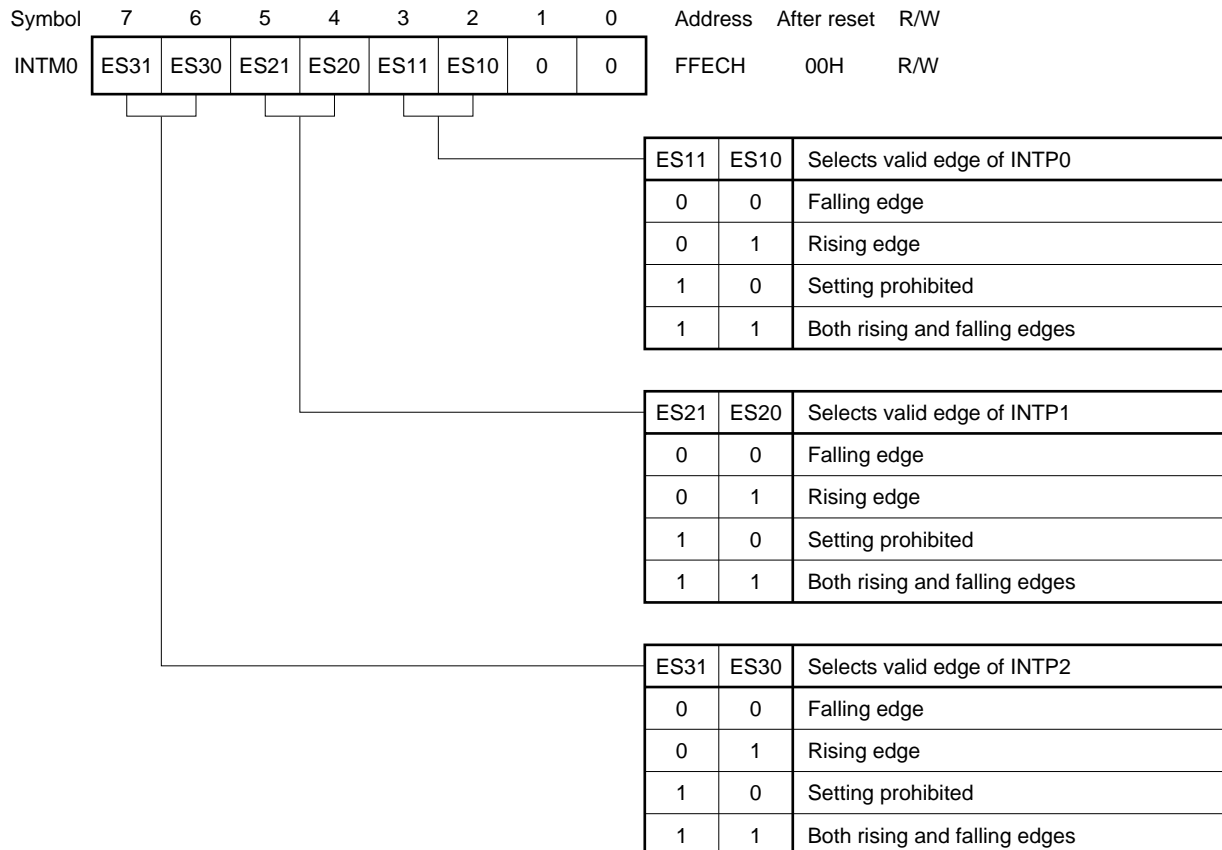 Symbol 7 6 5 4 3 2 1 0 Address After reset R/W
INTM0 ES31 ES30 ES21 ES20 ES11 ES10 0 0 FFECH 00H R/W
ES11 ES10 Selects valid edge of INTP0
0 0 Falling edge
0 1 Rising edge
1 0 Setting prohibited
1 1 Both rising and falling edges
ES21 ES20 Selects valid edge of INTP1
0 0 Falling edge
0 1 Rising edge
1 0 Setting prohibited
1 1 Both rising and falling edges
ES31 ES30 Selects valid edge of INTP2
0 0 Falling edge
0 1 Rising edge
1 0 Setting prohibited
1 1 Both rising and falling edges